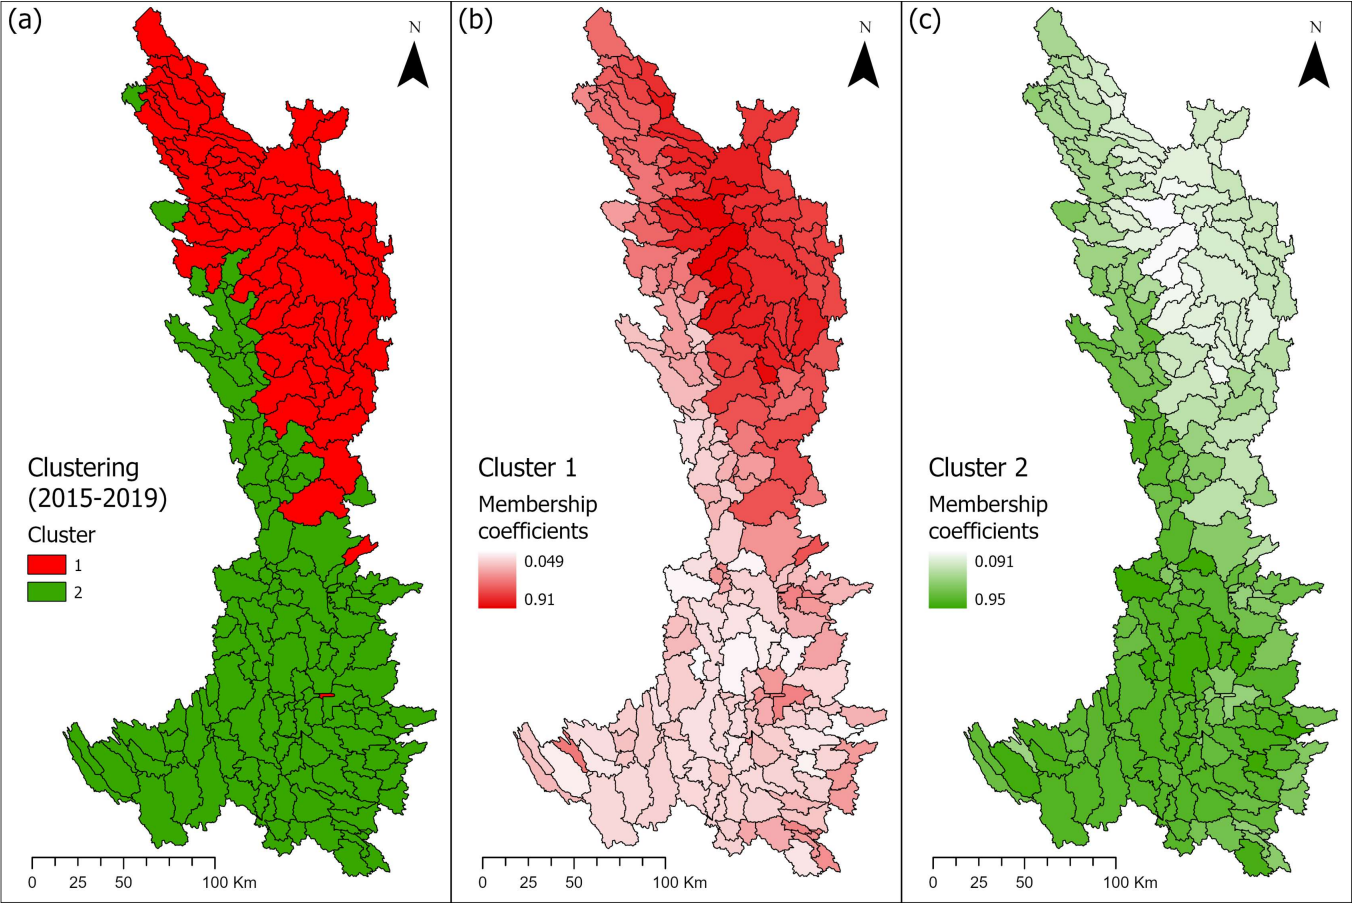 (a)
N
Clustering
(2015-2019)
Cluster
1
2
0 25 50 100 Km
(b)
N
Cluster 1
Membership
coefficients
0.049
0.91
0 25 50 100 Km
(c)
N
Cluster 2
Membership
coefficients
0.091
0.95
0 25 50 100 Km